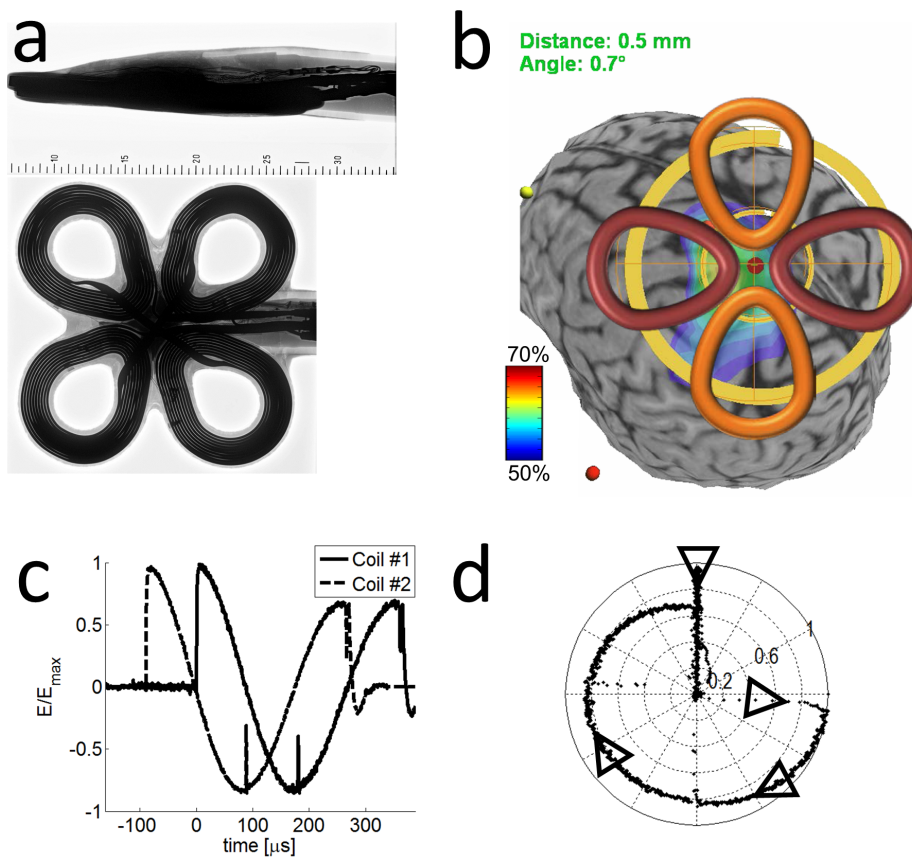 a
10 15 20 25 30
b
Distance: 0.5 mm
Angle: 0.7°
70%
50%
c
Coil #1
Coil #2
E/Emax
1
0.5
0
-0.5
-1
-100 0 100 200 300
time [µs]
d
1
0.6
0.2